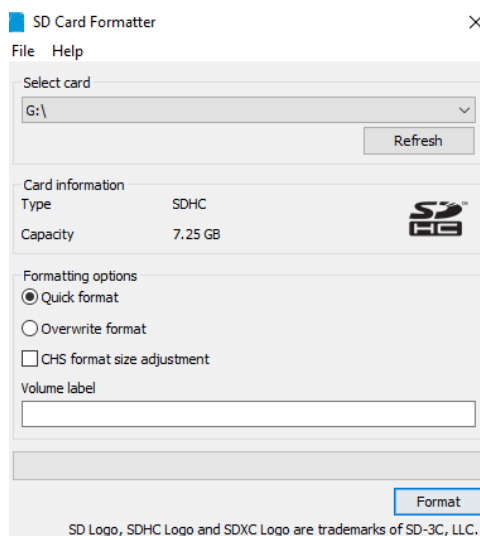 SD Card Formatter
File Help
Select card
G:\
Refresh
Card information
Type SDHC
Capacity 7.25 GB
SD HC
Formatting options
Quick format
Overwrite format
CHS format size adjustment
Volume label
Format
SD Logo, SDHC Logo and SDXC Logo are trademarks of SD-3C, LLC.